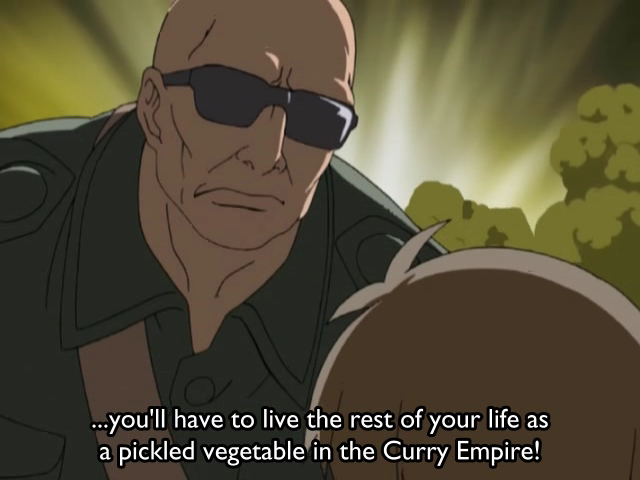 ...you'll have to live the rest of your life as
a pickled vegetable in the Curry Empire!